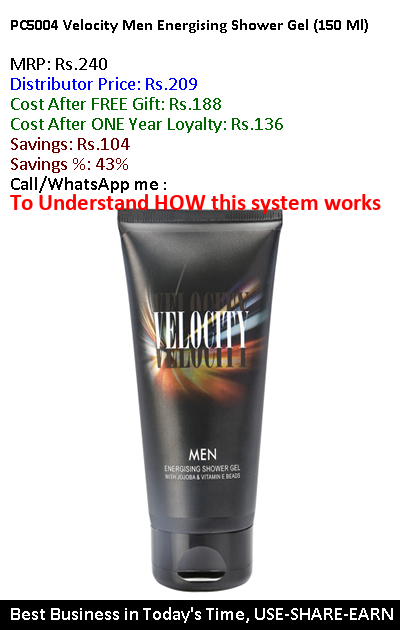 PC5004 Velocity Men Energising Shower Gel (150 Ml)
MRP: Rs.240
Distributor Price: Rs.209
Cost After FREE Gift: Rs.188
Cost After ONE Year Loyalty: Rs.136
Savings: Rs.104
Savings %: 43%
Call/WhatsApp me :
To Understand HOW this system works
VELOCITY
VELOCITY
VELOCITY
MEN
ENERGISING SHOWER GEL
WITH JOJOBA & VITAMIN E BEADS
Best Business in Today's Time, USE-SHARE-EARN